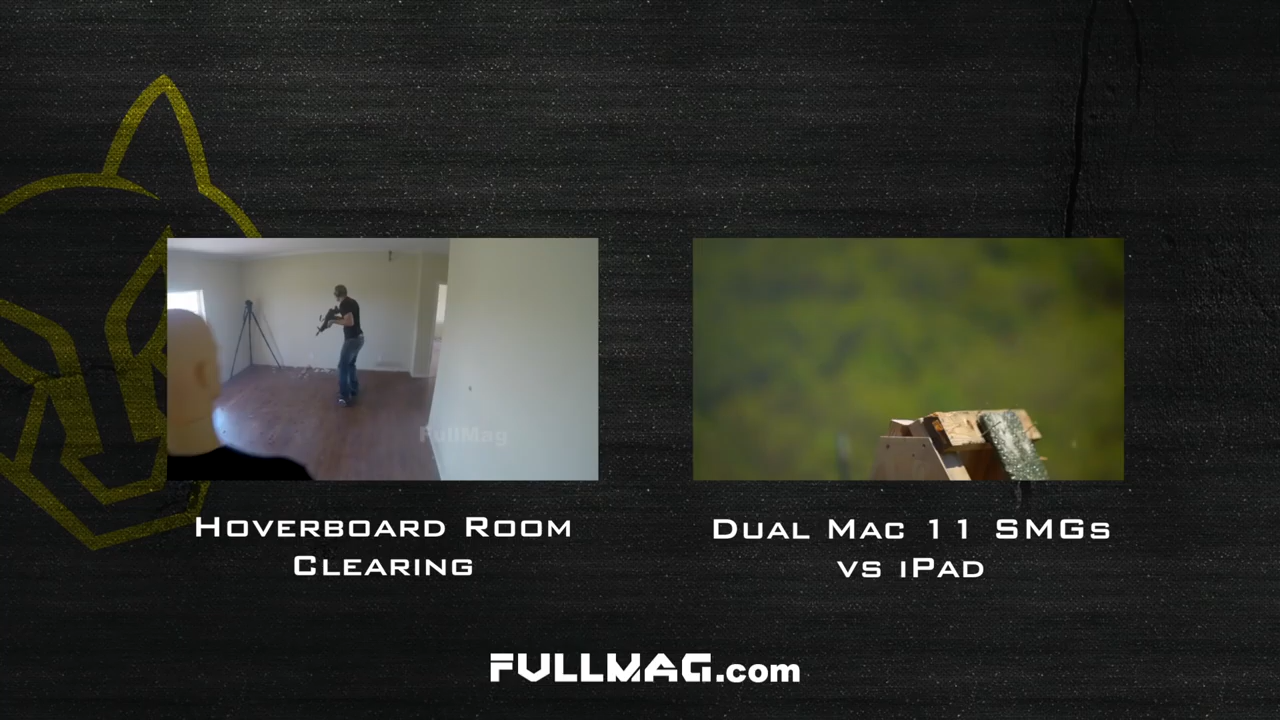 FullMag
Hoverboard Room
Clearing
Dual Mac 11 SMGs
vs iPad
FULLMAG.com